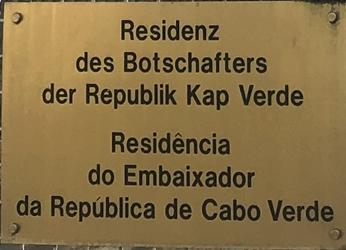 Residenz
des Botschafters
der Republik Kap Verde
Residência
do Embaixador
da República de Cabo Verde